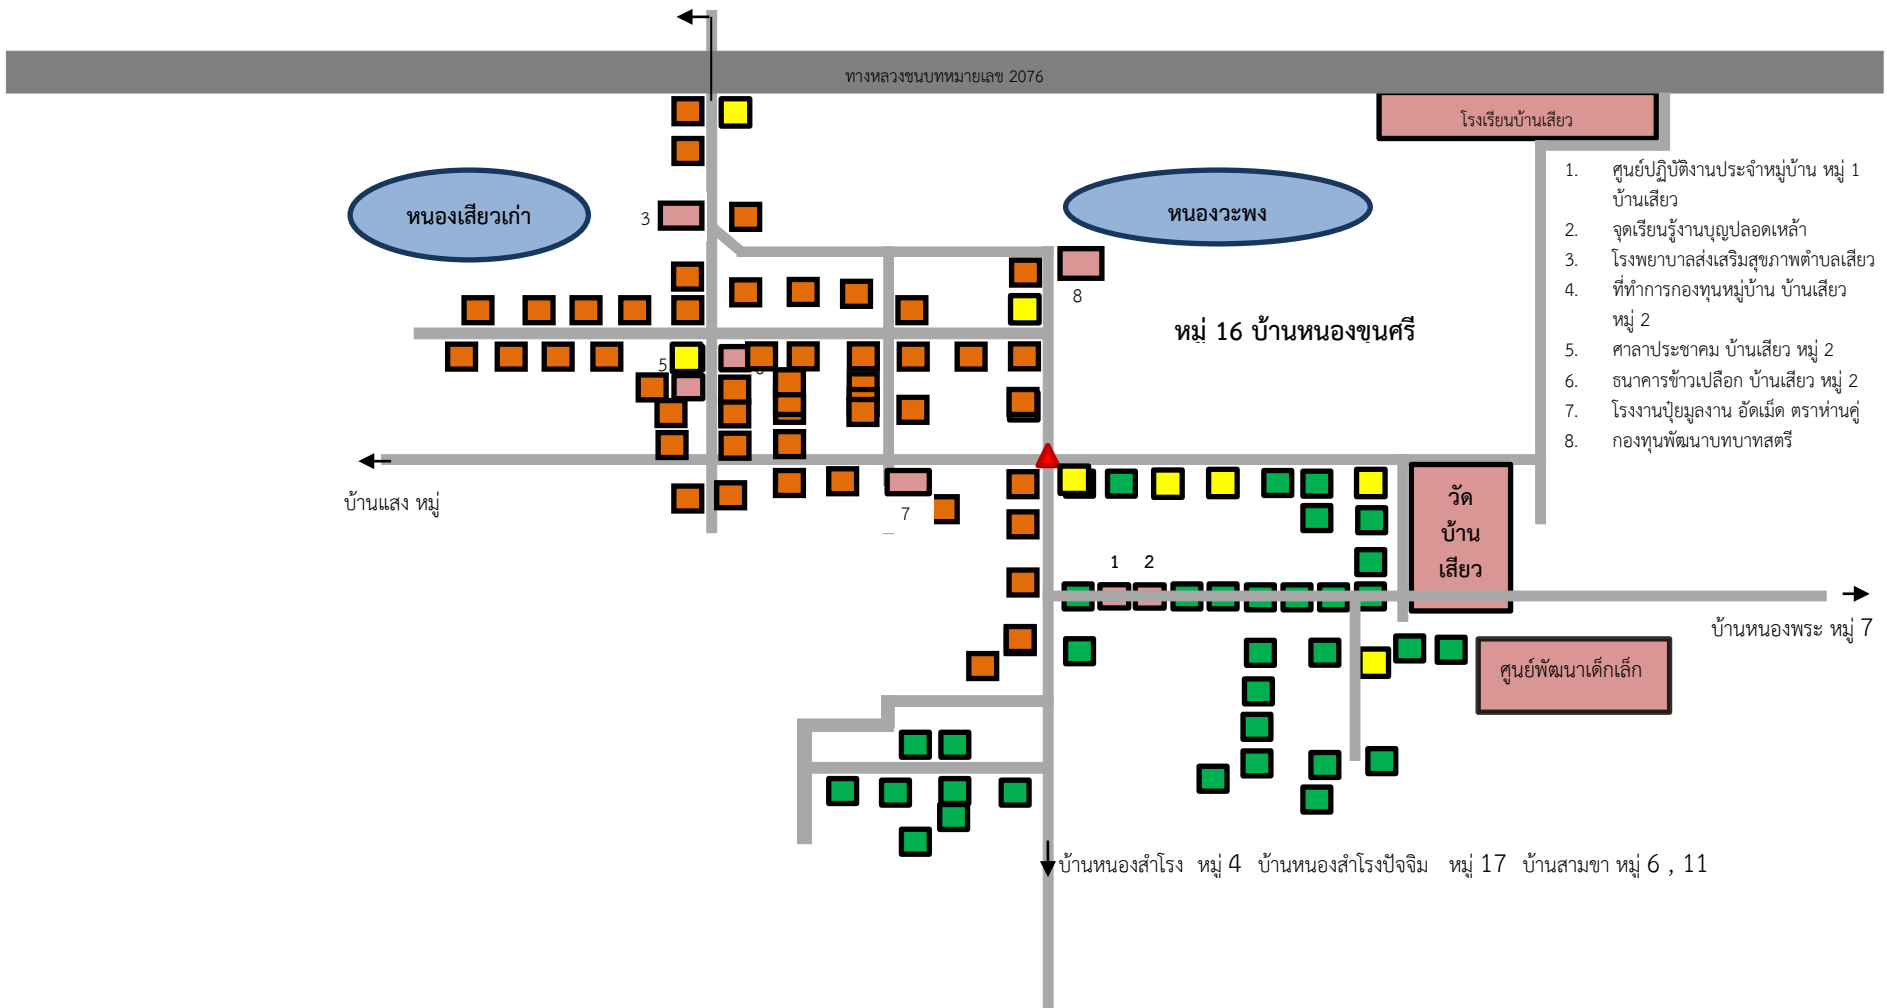 ทางหลวงชนบทหมายเลข 2076
โรงเรียนบ้านเสียว
หนองเสียวเก่า
หนองวะพง
3
8
หมู่ 16 บ้านหนองขุนศรี
1. ศูนย์ปฏิบัติงานประจำหมู่บ้าน หมู่ 1
บ้านเสียว
2. จุดเรียนรู้งานบุญปลอดเหล้า
3. โรงพยาบาลส่งเสริมสุขภาพตำบลเสียว
4. ที่ทำการกองทุนหมู่บ้าน บ้านเสียว
หมู่ 2
5. ศาลาประชาคม บ้านเสียว หมู่ 2
6. ธนาคารข้าวเปลือก บ้านเสียว หมู่ 2
7. โรงงานปุ๋ยมูลงาน อัดเม็ด ตราห่านคู่
8. กองทุนพัฒนาบทบาทสตรี
5
บ้านแสง หมู่
7
วัด
บ้าน
เสียว
1 2
บ้านหนองพระ หมู่ 7
ศูนย์พัฒนาเด็กเล็ก
บ้านหนองสำโรง หมู่ 4 บ้านหนองสำโรงปัจจิม หมู่ 17 บ้านสามขา หมู่ 6 , 11